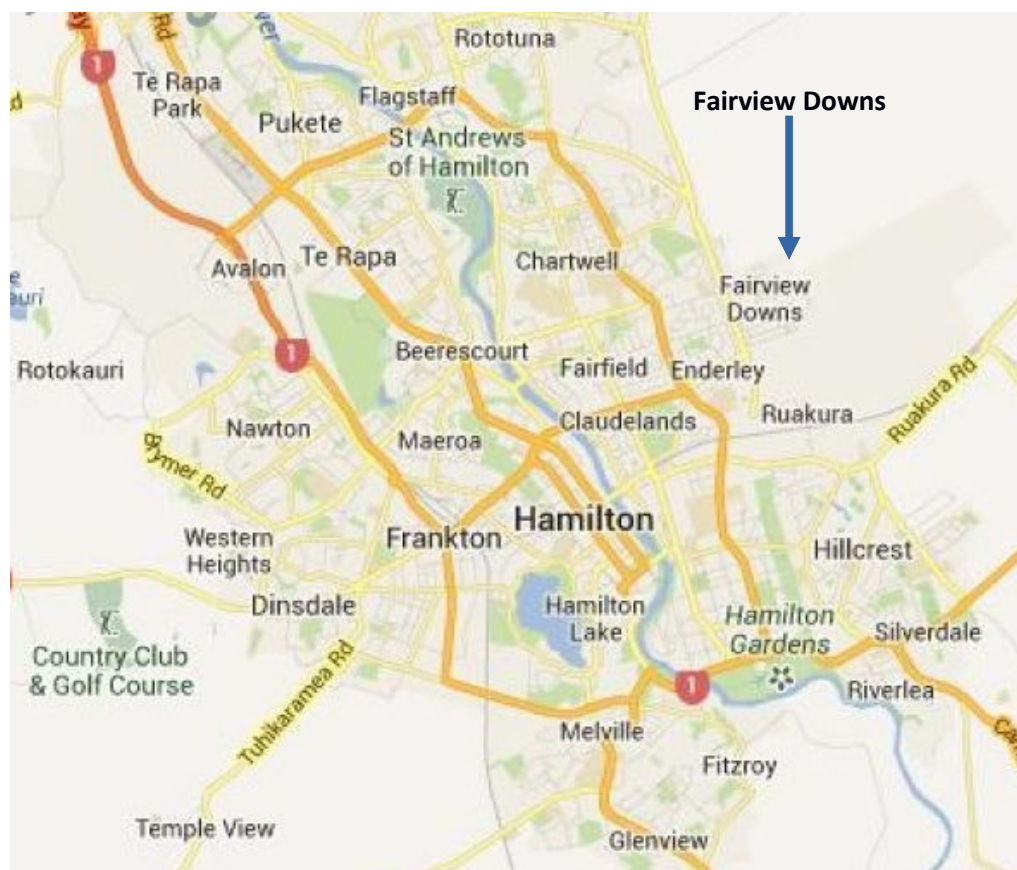 Rototuna
Te Rapa
Park
Flagstaff
Fairview Downs
Pukete
St Andrews
of Hamilton
1
Avalon
Te Rapa
Chartwell
Fairview
Downs
1
Beerescourt
Rotokauri
Fairfield
Enderley
Ruakura Rd
Nawton
Maeroa
Claudelands
Ruakura
Brymer Rd
Western
Heights
Frankton
Hamilton
Hillcrest
Dinsdale
Hamilton
Lake
Hamilton
Gardens
Silverdale
Country Club
& Golf Course
1
Riverlea
Tuhikaramea Rd
Melville
Fitzroy
Temple View
Glenview